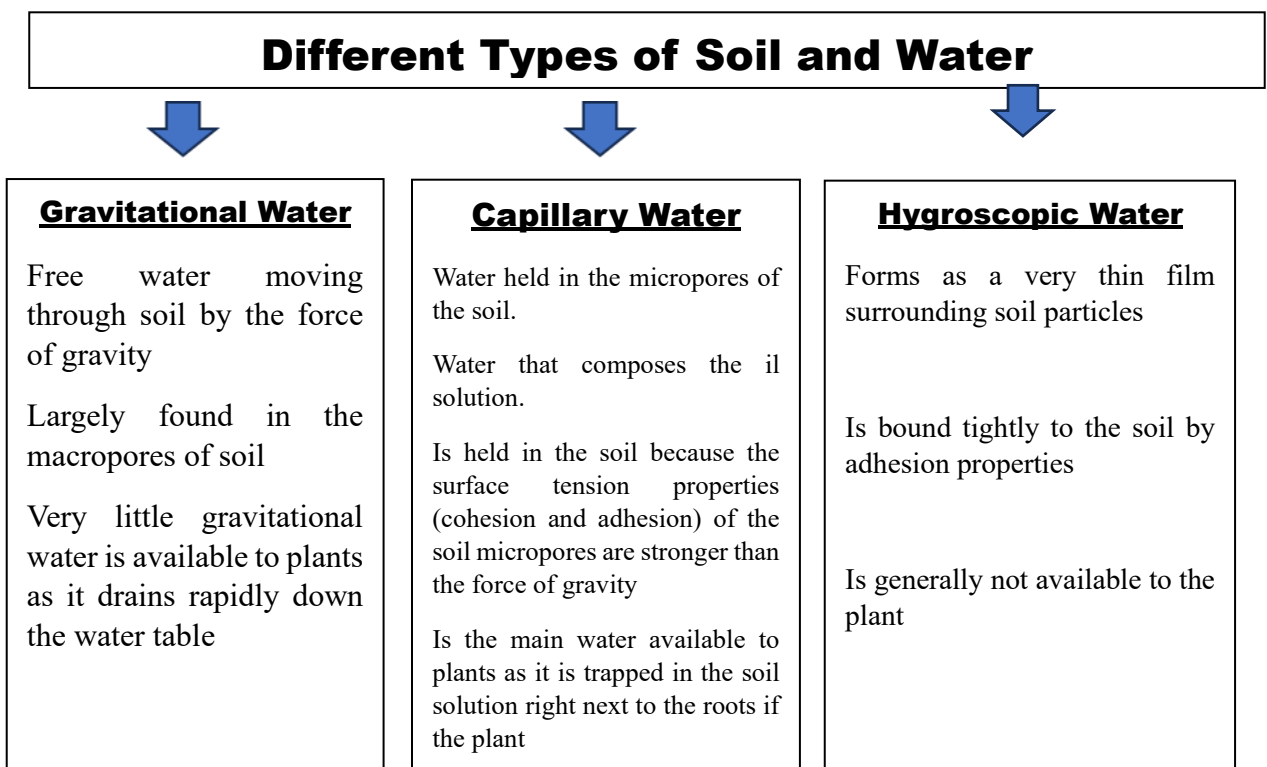 Different Types of Soil and Water
Gravitational Water
Free water moving
through soil by the force
of gravity
Largely found in the
macropores of soil
Very little gravitational
water is available to plants
as it drains rapidly down
the water table
Capillary Water
Water held in the micropores of
the soil.
Water that composes the il
solution.
Is held in the soil because the
surface tension properties
(cohesion and adhesion) of the
soil micropores are stronger than
the force of gravity
Is the main water available to
plants as it is trapped in the soil
solution right next to the roots if
the plant
Hygroscopic Water
Forms as a very thin film
surrounding soil particles
Is bound tightly to the soil by
adhesion properties
Is generally not available to the
plant